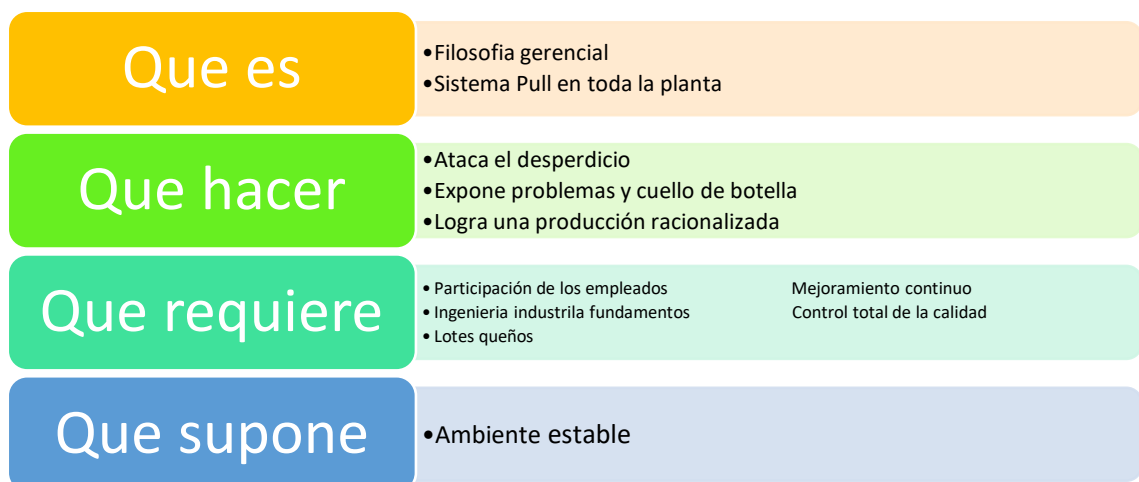 Que es
•Filosofia gerencial
•Sistema Pull en toda la planta
Que hacer
•Ataca el desperdicio
•Expone problemas y cuello de botella
•Logra una producción racionalizada
Que requiere
• Participación de los empleados Mejoramiento continuo
• Ingenieria industrila fundamentos Control total de la calidad
• Lotes queños
Que supone
•Ambiente estable